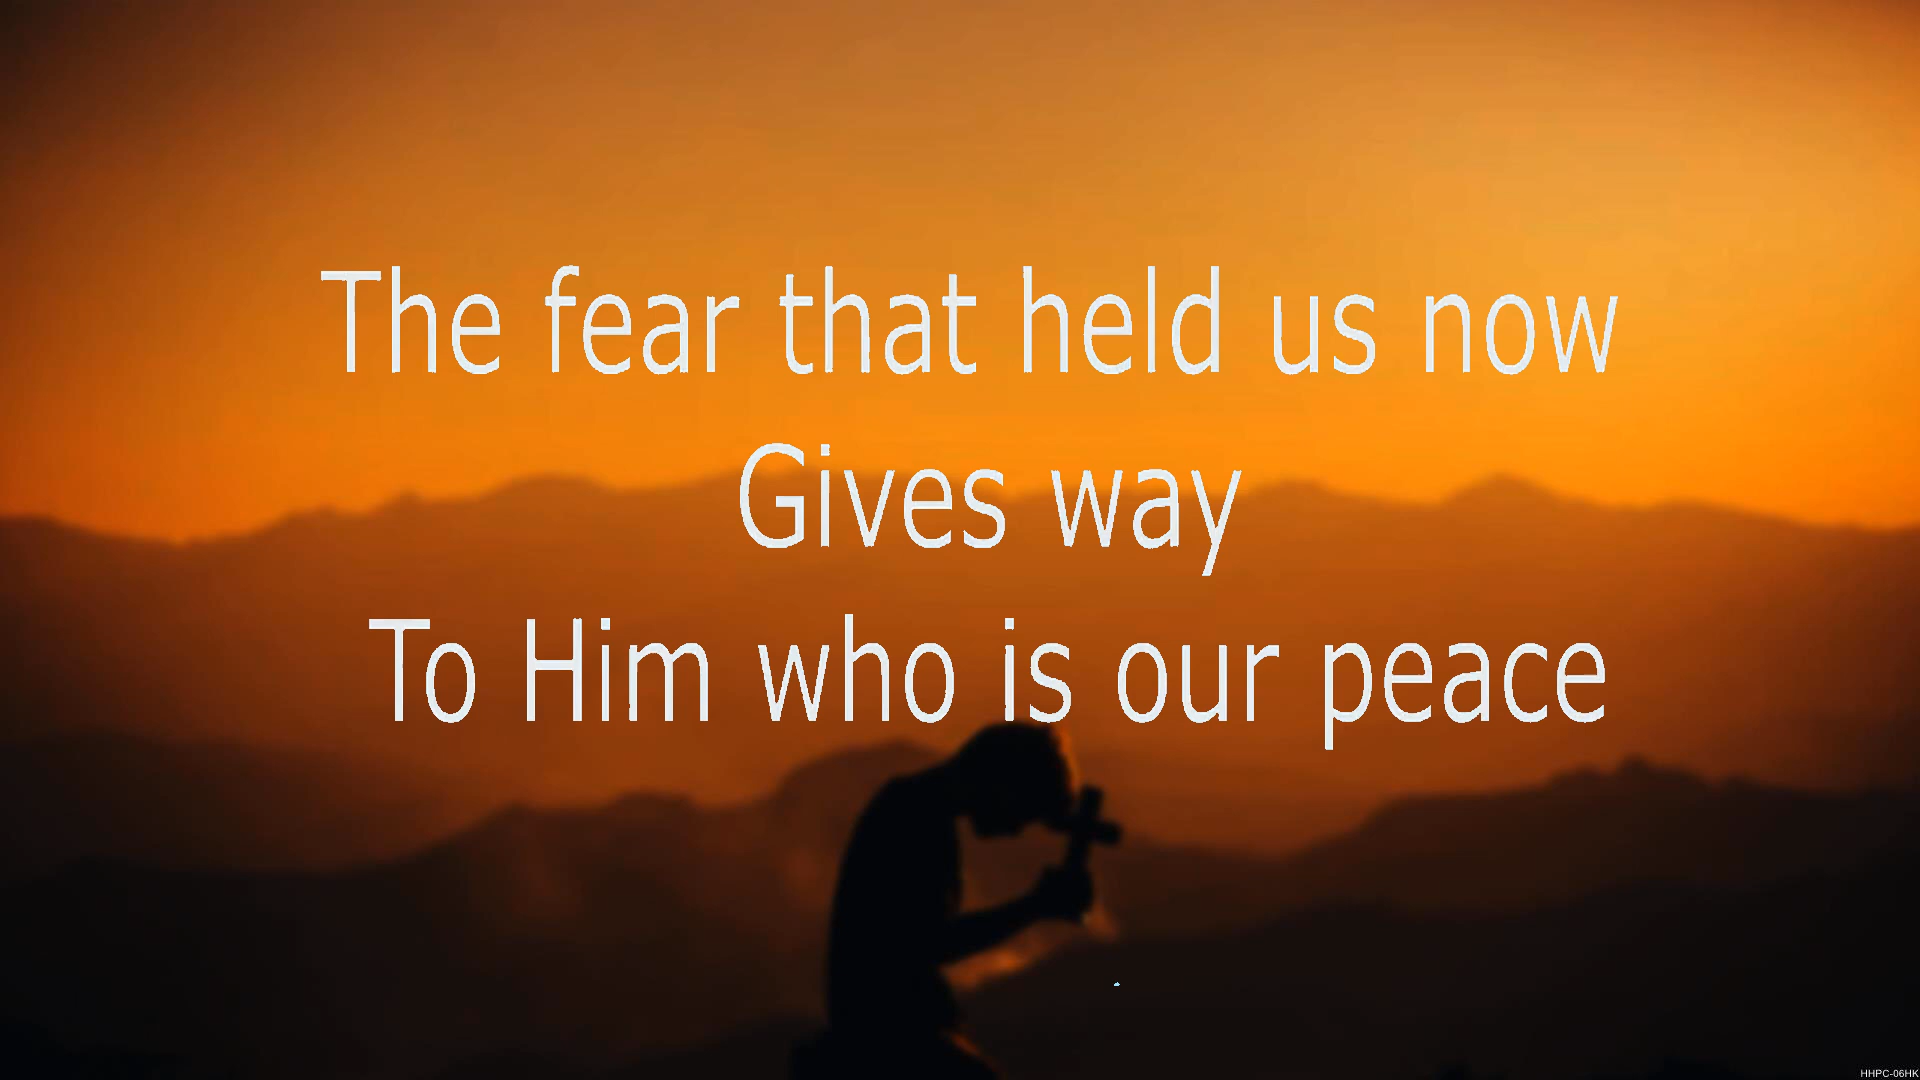 The fear that held us now
Gives way
To Him who is our peace
HHPC-06HK